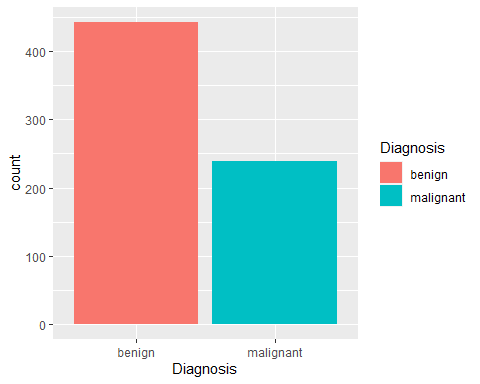 400
300
200
100
0
count
benign malignant
Diagnosis
Diagnosis
benign
malignant